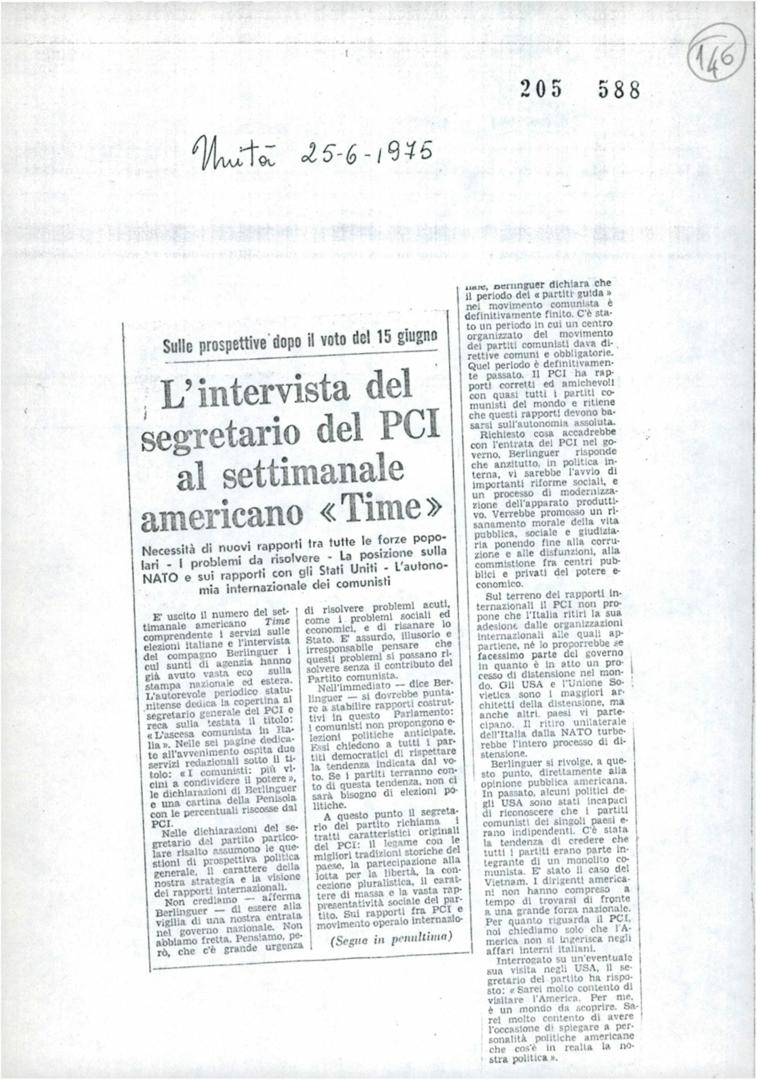 146
205 588
Unità 25-6-1975
Sulle prospettive dopo il voto del 15 giugno
L'intervista del
segretario del PCI
al settimanale
americano «Time»
Necessità di nuovi rapporti tra tutte le forze popo-
lari - I problemi da risolvere - La posizione sulla
NATO e sui rapporti con gli Stati Uniti - L'autono-
mia internazionale dei comunisti
E' uscito il numero del set-
timanale americano Time
comprendente i servizi sulle
elezioni italiane e l'intervista
del compagno Berlinguer i
cui sunti di agenzia hanno
già avuto vasta eco sulla
stampa nazionale ed estera.
L'autorevole periodico statu-
nitense dedica la copertina al
segretario generale del PCI e
reca sulla testata il titolo:
«L'ascesa comunista in Ita-
lia». Nelle sei pagine dedica-
te all'avvenimento ospita due
servizi redazionali sotto il ti-
tolo: «I comunisti: più vi-
cini a condividere il potere»,
le dichiarazioni di Berlinguer
e una cartina della Penisola
con le percentuali riscosse dal
PCI.
Nelle dichiarazioni del se-
gretario del partito partico-
lare risalto assumono le que-
stioni di prospettiva politica
generale, il carattere della
nostra strategia e la visione
dei rapporti internazionali.
Non crediamo — afferma
Berlinguer — di essere alla
vigilia di una nostra entrata
nel governo nazionale. Non
abbiamo fretta. Pensiamo, pe-
rò, che c'è grande urgenza
di risolvere problemi acuti,
come i problemi sociali ed
economici, e di risanare lo
Stato. E' assurdo, illusorio e
irresponsabile pensare che
questi problemi si possano ri-
solvere senza il contributo del
Partito comunista.
Nell'immediato — dice Ber-
linguer — si dovrebbe punta-
re a stabilire rapporti costrut-
tivi in questo Parlamento:
i comunisti non propongono e-
lezioni politiche anticipate.
Essi chiedono a tutti i par-
titi democratici di rispettare
la tendenza indicata dal vo-
to. Se i partiti terranno con-
to di questa tendenza, non ci
sarà bisogno di elezioni po-
litiche.
A questo punto il segreta-
rio del partito richiama i
tratti caratteristici originali
del PCI: il legame con le
migliori tradizioni storiche del
paese, la partecipazione alla
lotta per la libertà, la con-
cezione pluralistica, il carat-
tere di massa e la vasta rap-
presentatività sociale del par-
tito. Sui rapporti fra PCI e
movimento operaio internazio-
(Segue in penultima)
nale, Berlinguer dichiara che
il periodo dei «partiti guida»
nel movimento comunista è
definitivamente finito. C'è sta-
to un periodo in cui un centro
organizzato del movimento
dei partiti comunisti dava di-
rettive comuni e obbligatorie.
Quel periodo è definitivamen-
te passato. Il PCI ha rap-
porti corretti ed amichevoli
con quasi tutti i partiti co-
munisti del mondo e ritiene
che questi rapporti devono ba-
sarsi sull'autonomia assoluta.
Richiesto cosa accadrebbe
con l'entrata del PCI nel go-
verno, Berlinguer risponde
che anzitutto, in politica in-
terna, vi sarebbe l'avvio di
importanti riforme sociali, e
un processo di modernizza-
zione dell'apparato produtti-
vo. Verrebbe promosso un ri-
sanamento morale della vita
pubblica, sociale e giudizia-
ria ponendo fine alla corru-
zione e alle disfunzioni, alla
commistione fra centri pub-
blici e privati del potere e-
conomico.
Sul terreno dei rapporti in-
ternazionali il PCI non pro-
pone che l'Italia ritiri la sua
adesione dalle organizzazioni
internazionali alle quali ap-
partiene, né lo proporrebbe se
facessimo parte del governo
in quanto è in atto un pro-
cesso di distensione nel mon-
do. Gli USA e l'Unione So-
vietica sono i maggiori ar-
chitetti della distensione, ma
anche altri paesi vi parte-
cipano. Il ritiro unilaterale
dell'Italia dalla NATO turbe-
rebbe l'intero processo di di-
stensione.
Berlinguer si rivolge, a que-
sto punto, direttamente alla
opinione pubblica americana.
In passato, alcuni politici de-
gli USA sono stati incapaci
di riconoscere che i partiti
comunisti dei singoli paesi e-
rano indipendenti. C'è stata
la tendenza di credere che
tutti i partiti erano parte in-
tegrante di un monolito co-
munista. E' stato il caso del
Vietnam. I dirigenti america-
ni non hanno compreso a
tempo di trovarsi di fronte
a una grande forza nazionale.
Per quanto riguarda il PCI,
noi chiediamo solo che l'A-
merica non si ingerisca negli
affari interni italiani.
Interrogato su un'eventuale
sua visita negli USA, il se-
gretario del partito ha rispo-
sto: «Sarei molto contento di
visitare l'America. Per me,
è un mondo da scoprire. Sa-
rei molto contento di avere
l'occasione di spiegare a per-
sonalità politiche americane
che cos'è in realtà la no-
stra politica».